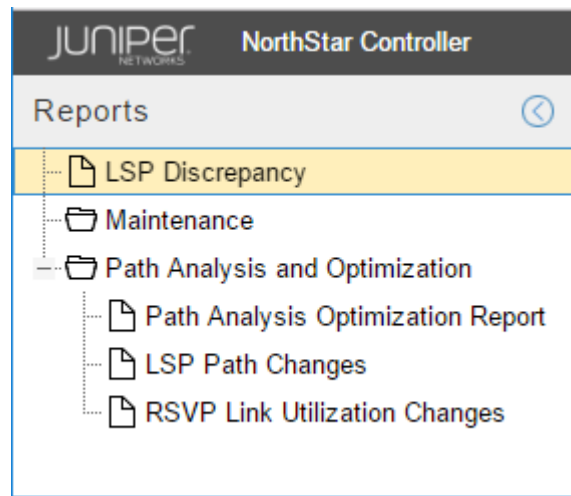 JUNIPER NETWORKS NorthStar Controller
Reports
LSP Discrepancy
Maintenance
Path Analysis and Optimization
Path Analysis Optimization Report
LSP Path Changes
RSVP Link Utilization Changes